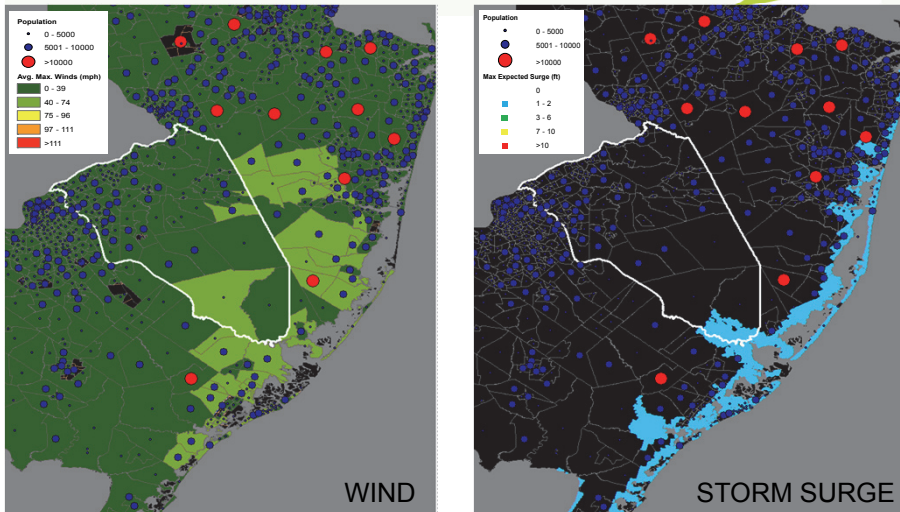 Population
0 - 5000
5001 - 10000
>10000
Avg. Max. Winds (mph)
0 - 39
40 - 74
75 - 96
97 - 111
>111
WIND
Population
0 - 5000
5001 - 10000
>10000
Max Expected Surge (ft)
0
1 - 2
3 - 6
7 - 10
>10
STORM SURGE